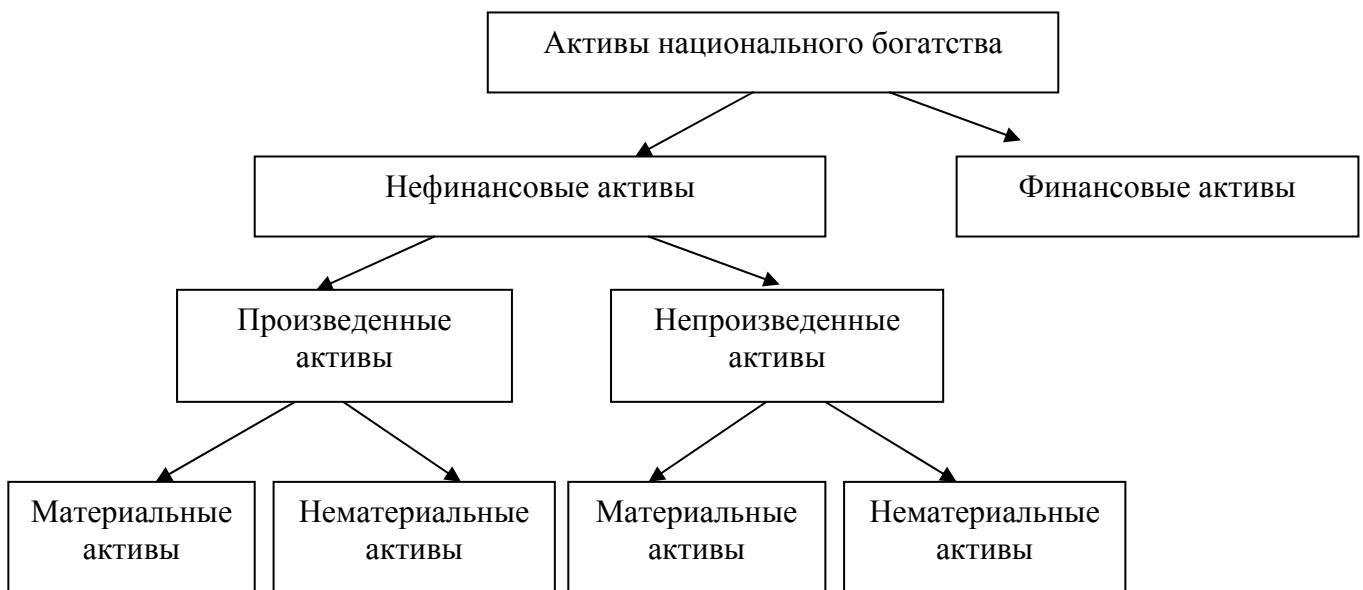 Активы национального богатства
Нефинансовые активы
Финансовые активы
Произведенные
активы
Непроизведенные
активы
Материальные
активы
Нематериальные
активы
Материальные
активы
Нематериальные
активы